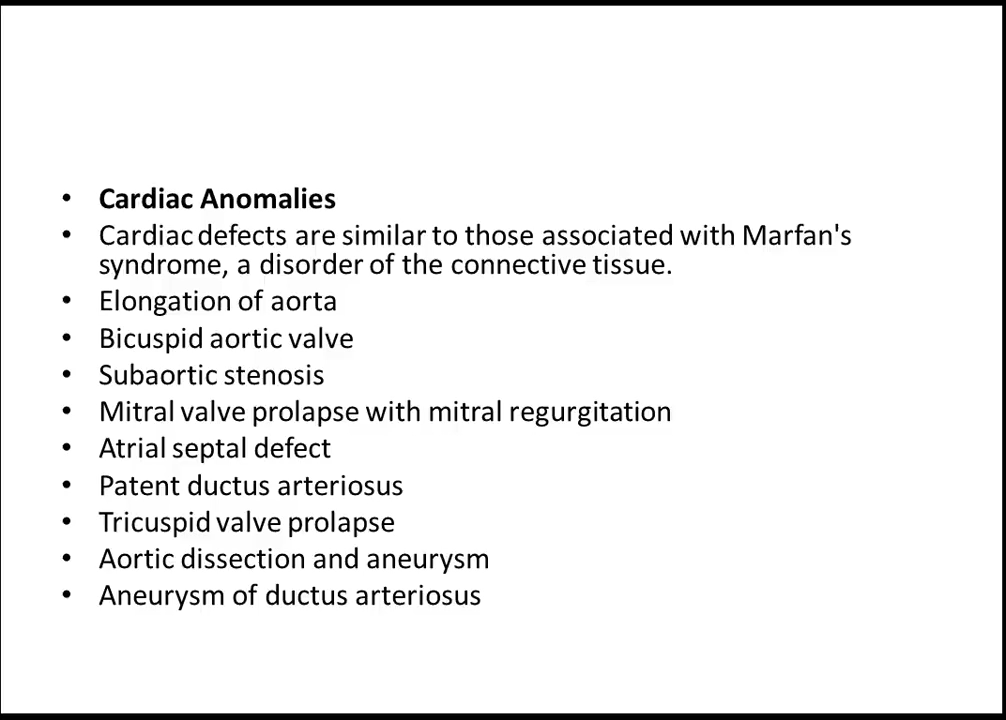 • Cardiac Anomalies
• Cardiac defects are similar to those associated with Marfan's
syndrome, a disorder of the connective tissue.
• Elongation of aorta
• Bicuspid aortic valve
• Subaortic stenosis
• Mitral valve prolapse with mitral regurgitation
• Atrial septal defect
• Patent ductus arteriosus
• Tricuspid valve prolapse
• Aortic dissection and aneurysm
• Aneurysm of ductus arteriosus